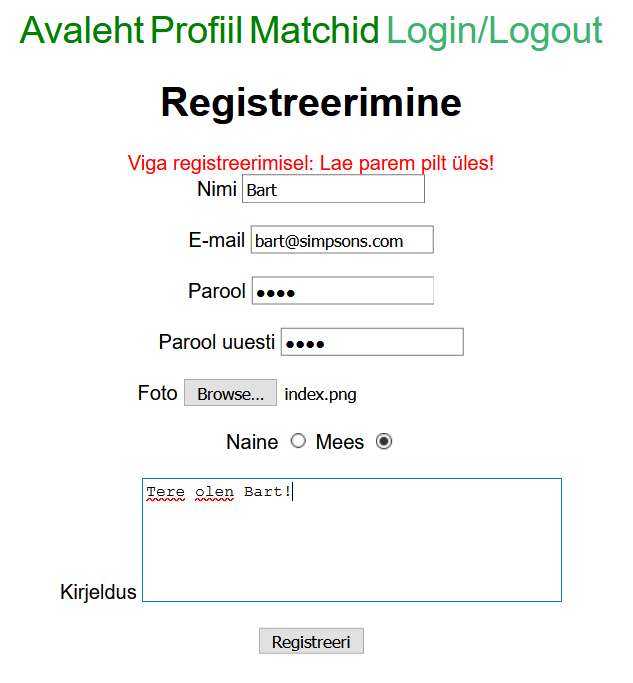 Avaleht Profiil Matchid Login/Logout
Registreerimine
Viga registreerimisel: Lae parem pilt üles!
Nimi Bart
E-mail bart@simpsons.com
Parool ●●●●
Parool uuesti ●●●●
Foto Browse... index.png
Naine Mees
Tere olen Bart!
Kirjeldus
Registreeri